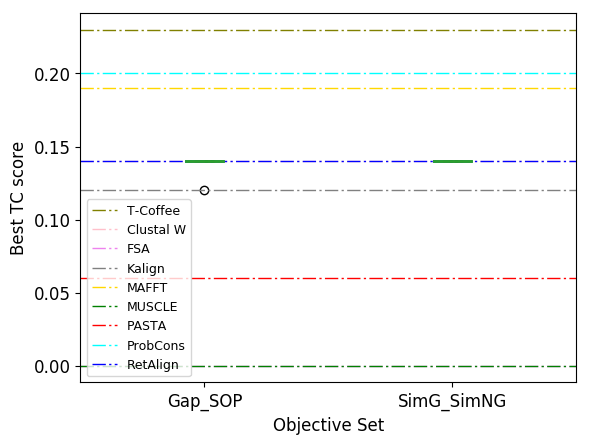 Best TC score
0.20
0.15
0.10
0.05
0.00
T-Coffee
Clustal W
FSA
Kalign
MAFFT
MUSCLE
PASTA
ProbCons
RetAlign
Gap_SOP
SimG_SimNG
Objective Set